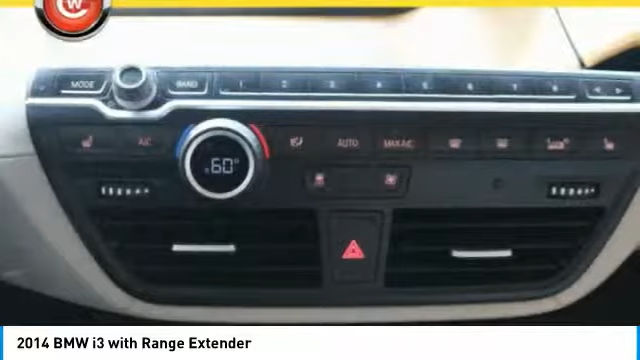 MODE BAND 1 2 3 4 5 6 7 8
A/C 60° AUTO MAX A/C
2014 BMW i3 with Range Extender